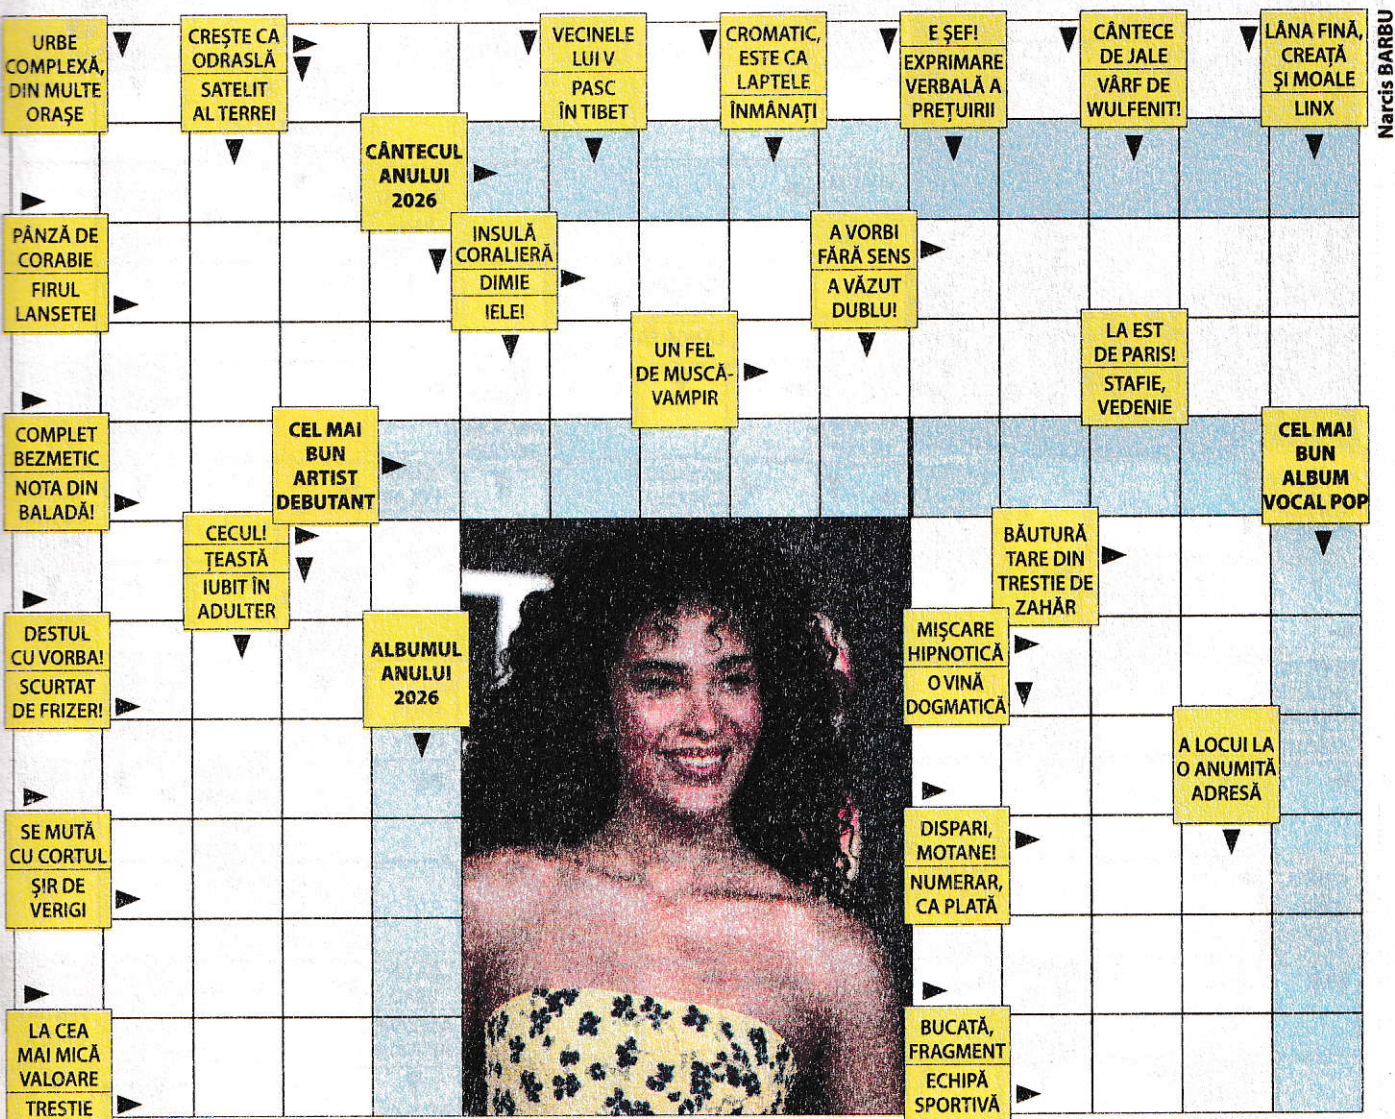 URBE
COMPLEXĂ,
DIN MULTE
ORAȘE
CREȘTE CA
ODRASLĂ
SATELIT
AL TERREI
VECINELE
LUI V
PASC
ÎN TIBET
CROMATIC,
ESTE CA
LAPTELE
ÎNMÂNAȚI
E ȘEF!
EXPRIMARE
VERBALĂ A
PREȚUIRII
CÂNTECE
DE JALE
VÂRF DE
WULFENIT!
LÂNA FINĂ,
CREAȚĂ
ȘI MOALE
LINX
Narcis BARBU
CÂNTECUL
ANULUI
2026
PÂNZĂ DE
CORABIE
FIRUL
LANSETEI
INSULĂ
CORALIERĂ
DIMIE
IELE!
A VORBI
FĂRĂ SENS
A VĂZUT
DUBLU!
UN FEL
DE MUSCĂ-
VAMPIR
LA EST
DE PARIS!
STAFIE,
VEDENIE
COMPLET
BEZMETIC
NOTA DIN
BALADĂ!
CEL MAI
BUN
ARTIST
DEBUTANT
CEL MAI
BUN
ALBUM
VOCAL POP
CECUL!
ȚEASTĂ
IUBIT ÎN
ADULTER
BĂUTURĂ
TARE DIN
TRESTIE DE
ZAHĂR
DESTUL
CU VORBA!
SCURTAT
DE FRIZER!
ALBUMUL
ANULUI
2026
MIȘCARE
HIPNOTICĂ
O VINĂ
DOGMATICĂ
A LOCUI LA
O ANUMITĂ
ADRESĂ
SE MUTĂ
CU CORTUL
ȘIR DE
VERIGI
DISPARI,
MOTANE!
NUMERAR,
CA PLATĂ
LA CEA
MAI MICĂ
VALOARE
TRESTIE
BUCATĂ,
FRAGMENT
ECHIPĂ
SPORTIVĂ